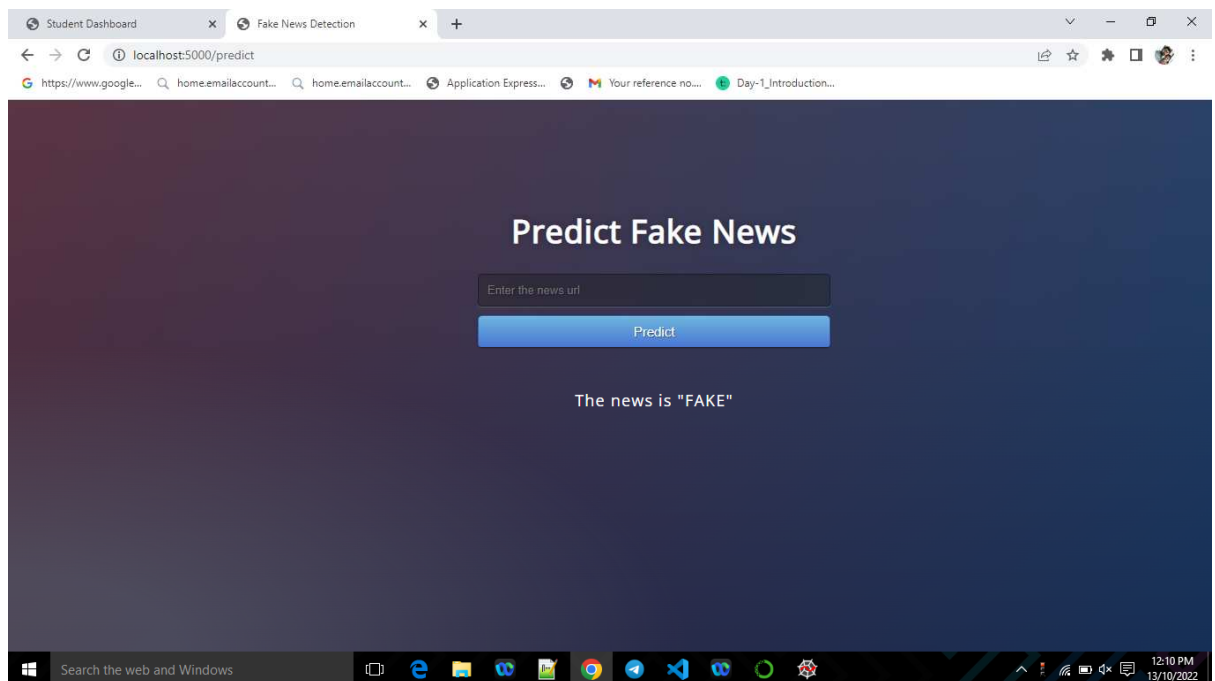 Student Dashboard
Fake News Detection
localhost:5000/predict
https://www.google...
home.emailaccount...
home.emailaccount...
Application Express...
Your reference no....
Day-1_Introduction...
Predict Fake News
Enter the news url
Predict
The news is "FAKE"
Search the web and Windows
12:10 PM
13/10/2022